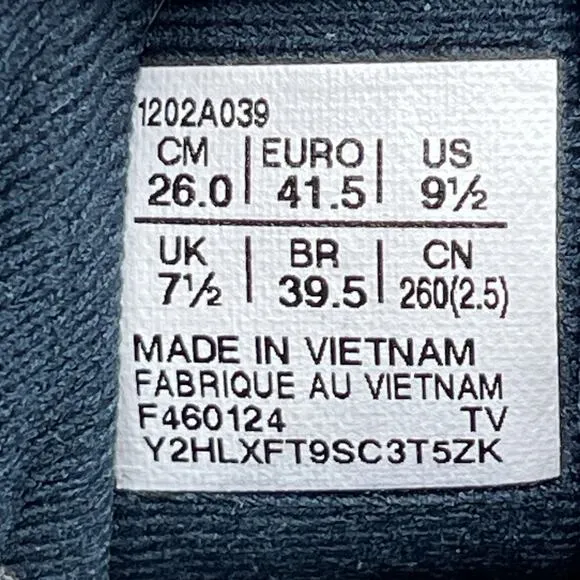 1202A039
CM | EURO | US
26.0 | 41.5 | 9½
UK | BR | CN
7½ | 39.5 | 260(2.5)
MADE IN VIETNAM
FABRIQUE AU VIETNAM
F460124 TV
Y2HLXFT9SC3T5ZK